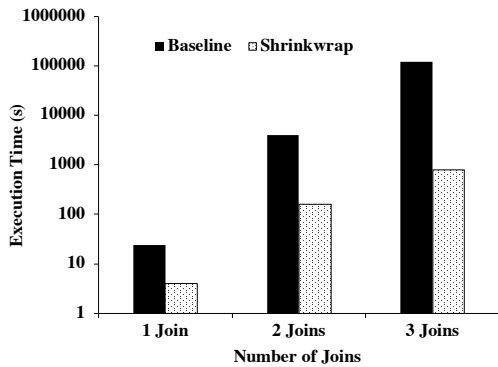 1000000
Baseline Shrinkwrap
100000
10000
1000
100
10
1
Execution Time (s)
1 Join 2 Joins 3 Joins
Number of Joins